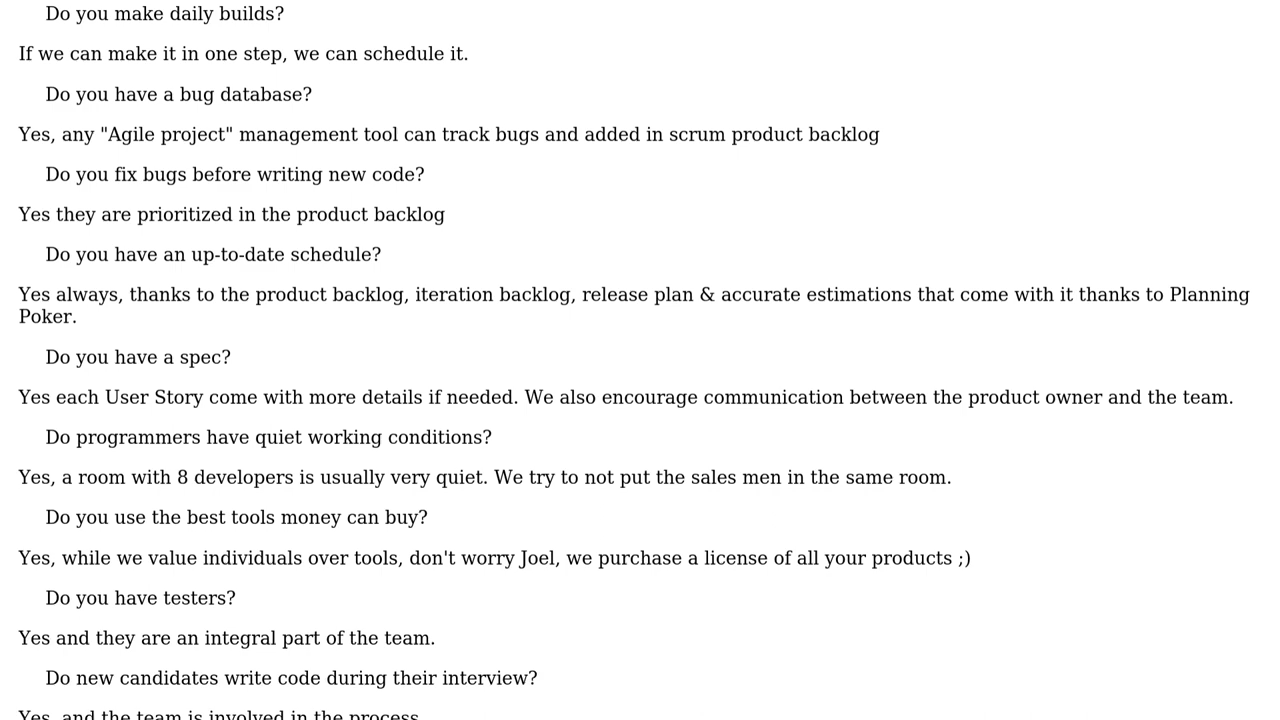 Do you make daily builds?
If we can make it in one step, we can schedule it.
Do you have a bug database?
Yes, any "Agile project" management tool can track bugs and added in scrum product backlog
Do you fix bugs before writing new code?
Yes they are prioritized in the product backlog
Do you have an up-to-date schedule?
Yes always, thanks to the product backlog, iteration backlog, release plan & accurate estimations that come with it thanks to Planning
Poker.
Do you have a spec?
Yes each User Story come with more details if needed. We also encourage communication between the product owner and the team.
Do programmers have quiet working conditions?
Yes, a room with 8 developers is usually very quiet. We try to not put the sales men in the same room.
Do you use the best tools money can buy?
Yes, while we value individuals over tools, don't worry Joel, we purchase a license of all your products ;)
Do you have testers?
Yes and they are an integral part of the team.
Do new candidates write code during their interview?
Yes, and the team is involved in the process